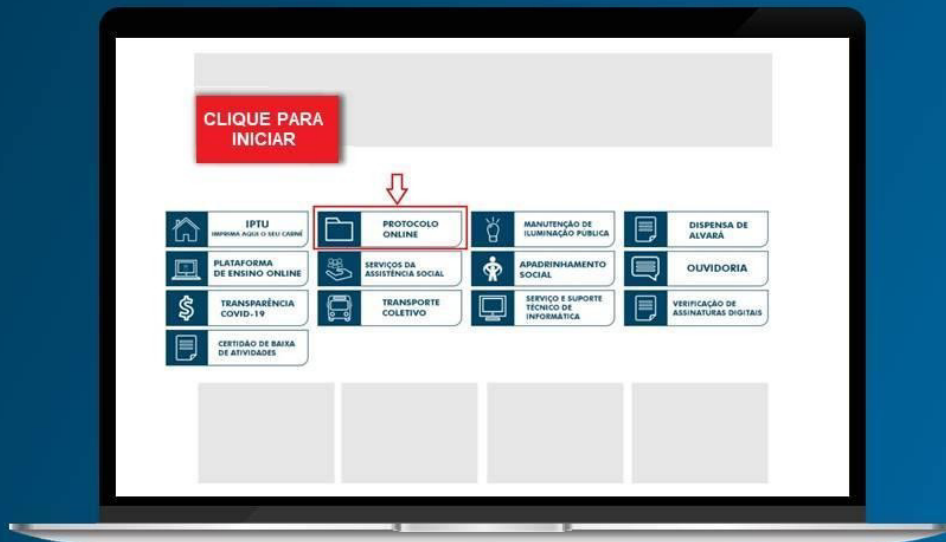 CLIQUE PARA
INICIAR
IPTU
IMPRIMA AQUI O SEU CARNÊ
PROTOCOLO
ONLINE
MANUTENÇÃO DE
ILUMINAÇÃO PÚBLICA
DISPENSA DE
ALVARÁ
PLATAFORMA
DE ENSINO ONLINE
SERVIÇOS DA
ASSISTÊNCIA SOCIAL
APADRINHAMENTO
SOCIAL
OUVIDORIA
TRANSPARÊNCIA
COVID-19
TRANSPORTE
COLETIVO
SERVIÇO E SUPORTE
TÉCNICO DE
INFORMÁTICA
VERIFICAÇÃO DE
ASSINATURAS DIGITAIS
CERTIDÃO DE BAIXA
DE ATIVIDADES